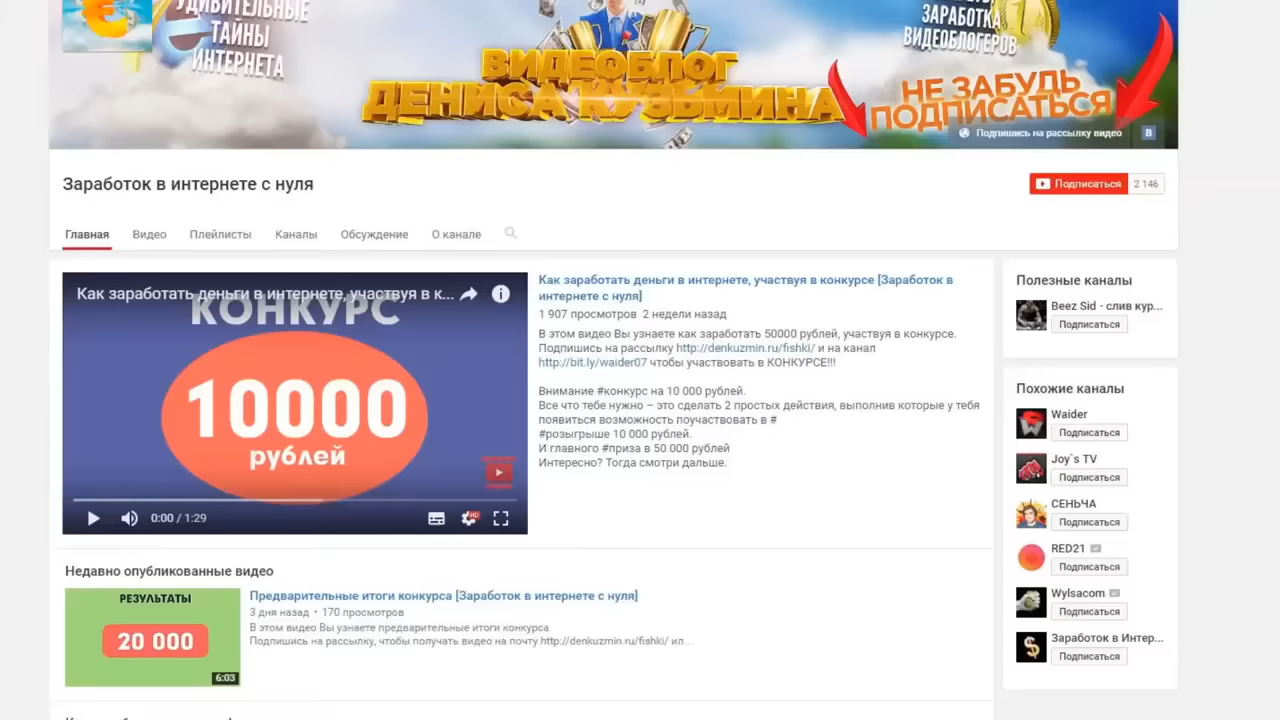 УДИВИТЕЛЬНЫЕ
ТАЙНЫ
ИНТЕРНЕТА
ВИДЕОБЛОГ
ДЕНИСА КУЗЬМИНА
ЗАРАБОТКА
ВИДЕОБЛОГЕРОВ
НЕ ЗАБУДЬ
ПОДПИСАТЬСЯ
Подпишись на рассылку видео
B
Заработок в интернете с нуля
Подписаться 2 146
Главная Видео Плейлисты Каналы Обсуждение О канале
Как заработать деньги в интернете, участвуя в к...
КОНКУРС
10000
рублей
0:00 / 1:29
HD
Как заработать деньги в интернете, участвуя в конкурсе [Заработок в
интернете с нуля]
1 907 просмотров 2 недели назад
В этом видео Вы узнаете как заработать 50000 рублей, участвуя в конкурсе.
Подпишись на рассылку http://denkuzmin.ru/fishki/ и на канал
http://bit.ly/waider07 чтобы участвовать в КОНКУРСЕ!!!
Внимание #конкурс на 10 000 рублей.
Все что тебе нужно – это сделать 2 простых действия, выполнив которые у тебя
появиться возможность поучаствовать в #
#розыгрыше 10 000 рублей.
И главного #приза в 50 000 рублей
Интересно? Тогда смотри дальше.
Недавно опубликованные видео
РЕЗУЛЬТАТЫ
20 000
6:03
Предварительные итоги конкурса [Заработок в интернете с нуля]
3 дня назад • 170 просмотров
В этом видео Вы узнаете предварительные итоги конкурса
Подпишись на рассылку, чтобы получать видео на почту http://denkuzmin.ru/fishki/ ил...
Полезные каналы
Beez Sid - слив кур...
Подписаться
Похожие каналы
Waider
Подписаться
Joy`s TV
Подписаться
СЕНЬЧА
Подписаться
RED21
Подписаться
Wylsacom
Подписаться
Заработок в Интер...
Подписаться